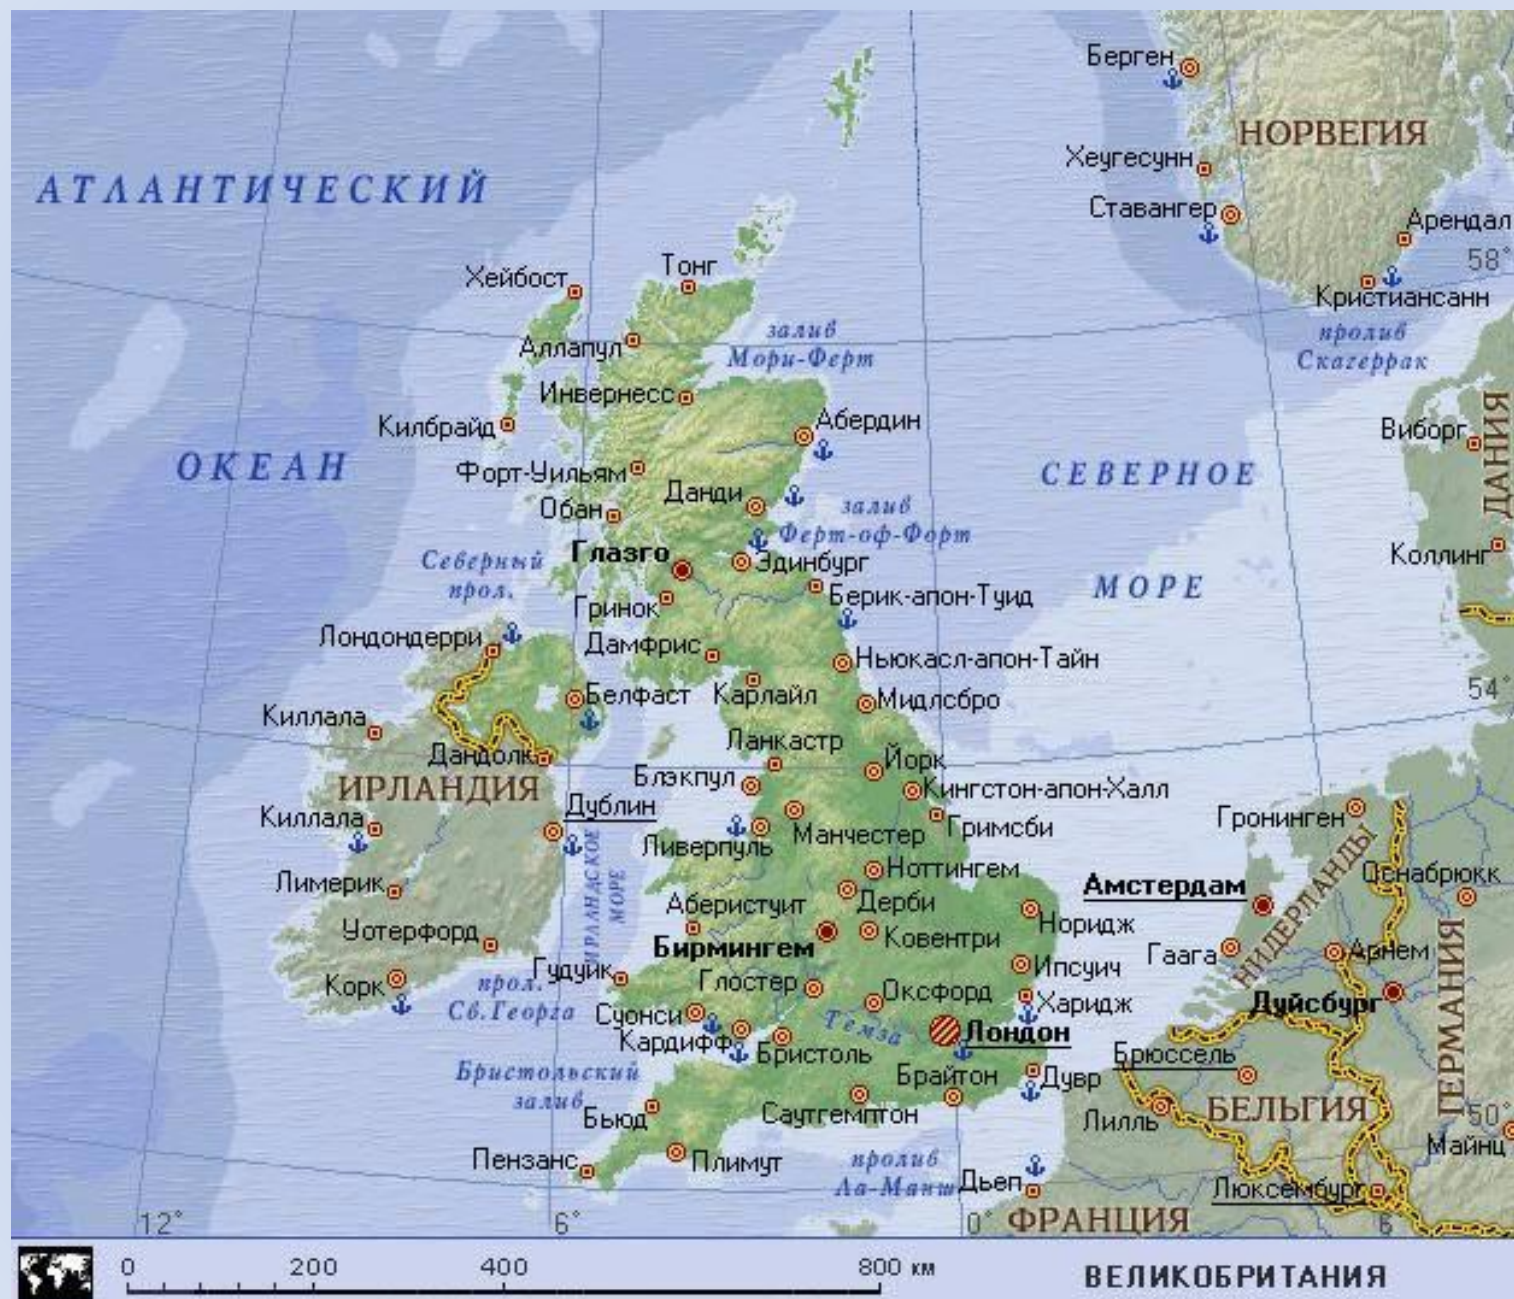 Берген
НОРВЕГИЯ
Хеугесунн
Ставангер
Арендал
58°
Кристиансанн
пролив
Скагеррак
АТЛАНТИЧЕСКИЙ
ОКЕАН
Хейбост
Тонг
Аллапул
залив
Мори-Ферт
Инвернесс
Килбрайд
Абердин
Форт-Уильям
Данди
Обан
залив
Ферт-оф-Форт
СЕВЕРНОЕ
МОРЕ
Виборг
ДАНИЯ
Коллинг
Северный
прол.
Глазго
Эдинбург
Гринок
Берик-апон-Туид
Лондондерри
Дамфрис
Ньюкасл-апон-Тайн
Белфаст
Карлайл
Мидлсбро
54°
Киллала
Дандолк
Ланкастр
Йорк
ИРЛАНДИЯ
Блэкпул
Кингстон-апон-Халл
Дублин
Киллала
Манчестер
Гримсби
Гронинген
Ливерпуль
ИРЛАНДСКОЕ
МОРЕ
Ноттингем
НИДЕРЛАНДЫ
Лимерик
Аберистуит
Дерби
Амстердам
Оснабрюкк
Норидж
Уотерфорд
Бирмингем
Ковентри
Гаага
Арнем
ГЕРМАНИЯ
Корк
прол.
Св.Георга
Гудуик
Глостер
Ипсуич
Оксфорд
Харидж
Дуйсбург
Суонси
Темза
Лондон
Кардифф
Бристоль
Брюссель
Бристольский
залив
Брайтон
Дувр
Бьюд
Саутгемптон
Лилль
БЕЛЬГИЯ
50°
Майнц
Пензанс
Плимут
пролив
Ла-Манш
Дьеп
Люксембург
12°
6°
0°
ФРАНЦИЯ
6
0 200 400 800 км
ВЕЛИКОБРИТАНИЯ